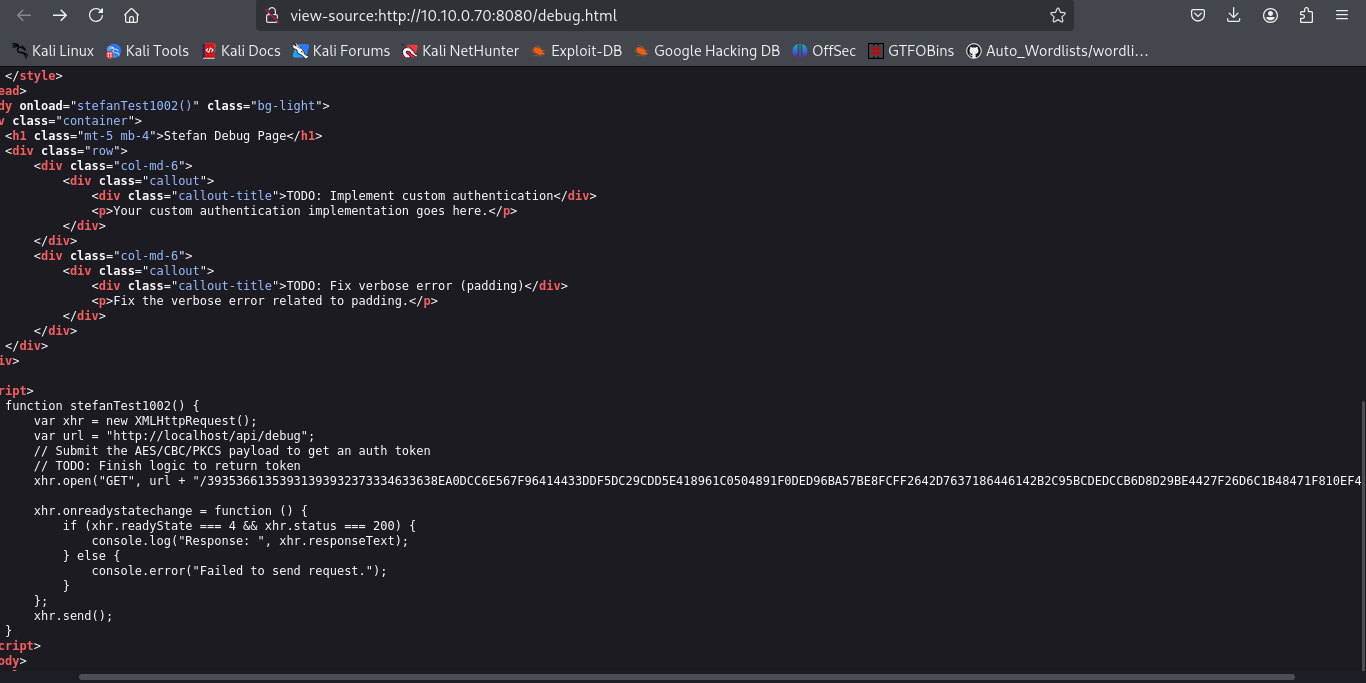 view-source:http://10.10.0.70:8080/debug.html
Kali Linux Kali Tools Kali Docs Kali Forums Kali NetHunter Exploit-DB Google Hacking DB OffSec GTFOBins Auto_Wordlists/wordli…
</style>
ead>
dy onload="stefanTest1002()" class="bg-light">
v class="container">
<h1 class="mt-5 mb-4">Stefan Debug Page</h1>
<div class="row">
<div class="col-md-6">
<div class="callout">
<div class="callout-title">TODO: Implement custom authentication</div>
<p>Your custom authentication implementation goes here.</p>
</div>
</div>
<div class="col-md-6">
<div class="callout">
<div class="callout-title">TODO: Fix verbose error (padding)</div>
<p>Fix the verbose error related to padding.</p>
</div>
</div>
</div>
iv>
ript>
function stefanTest1002() {
var xhr = new XMLHttpRequest();
var url = "http://localhost/api/debug";
// Submit the AES/CBC/PKCS payload to get an auth token
// TODO: Finish logic to return token
xhr.open("GET", url + "/39353661353931393932373334633638EA0DCC6E567F96414433DDF5DC29CDD5E418961C0504891F0DED96BA57BE8FCFF2642D7637186446142B2C95BCDEDCCB6D8D29BE4427F26D6C1B48471F810EF4
xhr.onreadystatechange = function () {
if (xhr.readyState === 4 && xhr.status === 200) {
console.log("Response: ", xhr.responseText);
} else {
console.error("Failed to send request.");
}
};
xhr.send();
}
cript>
ody>